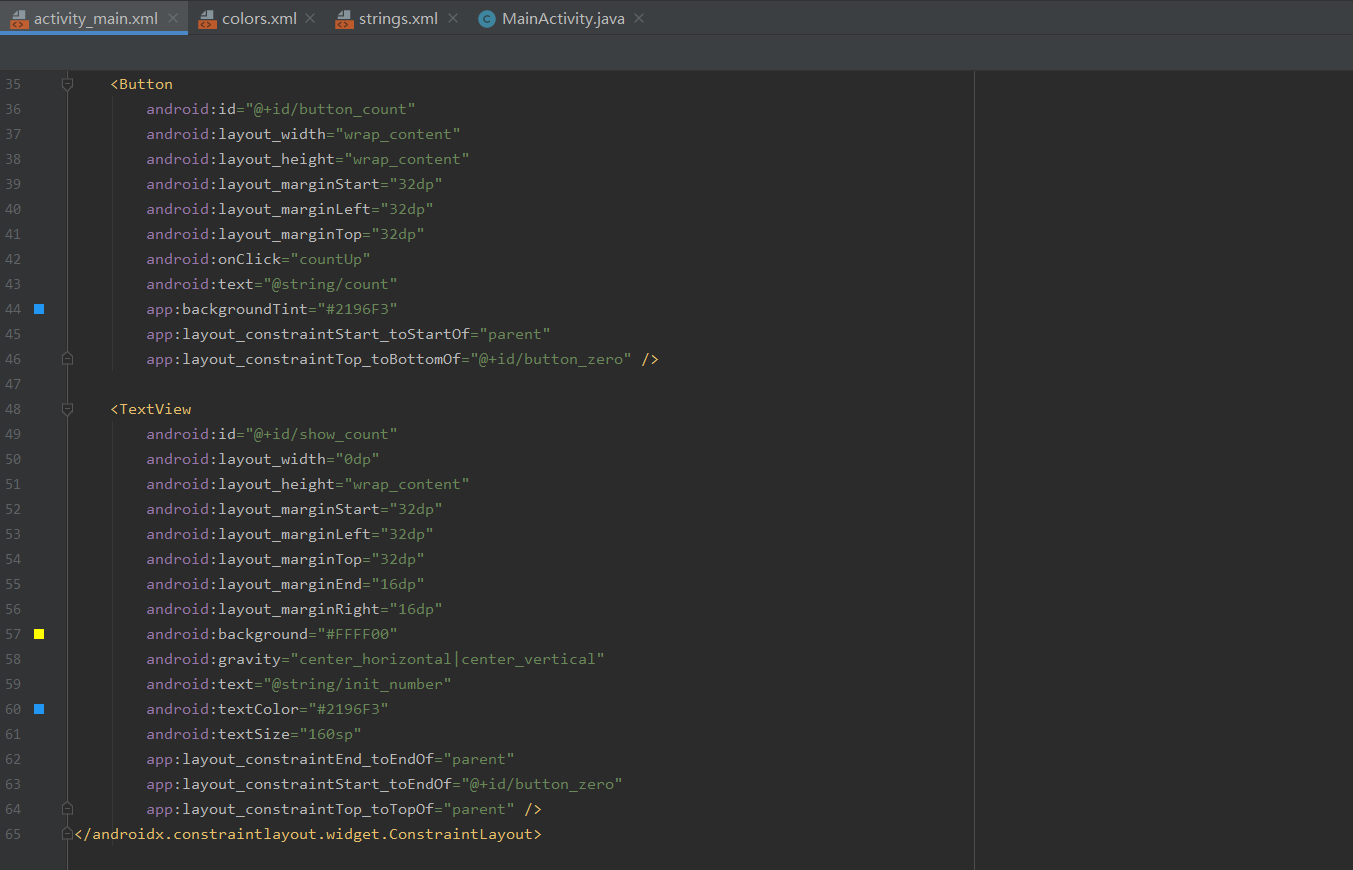 activity_main.xml colors.xml strings.xml MainActivity.java
35 <Button
36 android:id="@+id/button_count"
37 android:layout_width="wrap_content"
38 android:layout_height="wrap_content"
39 android:layout_marginStart="32dp"
40 android:layout_marginLeft="32dp"
41 android:layout_marginTop="32dp"
42 android:onClick="countUp"
43 android:text="@string/count"
44 app:backgroundTint="#2196F3"
45 app:layout_constraintStart_toStartOf="parent"
46 app:layout_constraintTop_toBottomOf="@+id/button_zero" />
47
48 <TextView
49 android:id="@+id/show_count"
50 android:layout_width="0dp"
51 android:layout_height="wrap_content"
52 android:layout_marginStart="32dp"
53 android:layout_marginLeft="32dp"
54 android:layout_marginTop="32dp"
55 android:layout_marginEnd="16dp"
56 android:layout_marginRight="16dp"
57 android:background="#FFFF00"
58 android:gravity="center_horizontal|center_vertical"
59 android:text="@string/init_number"
60 android:textColor="#2196F3"
61 android:textSize="160sp"
62 app:layout_constraintEnd_toEndOf="parent"
63 app:layout_constraintStart_toEndOf="@+id/button_zero"
64 app:layout_constraintTop_toTopOf="parent" />
65 </androidx.constraintlayout.widget.ConstraintLayout>